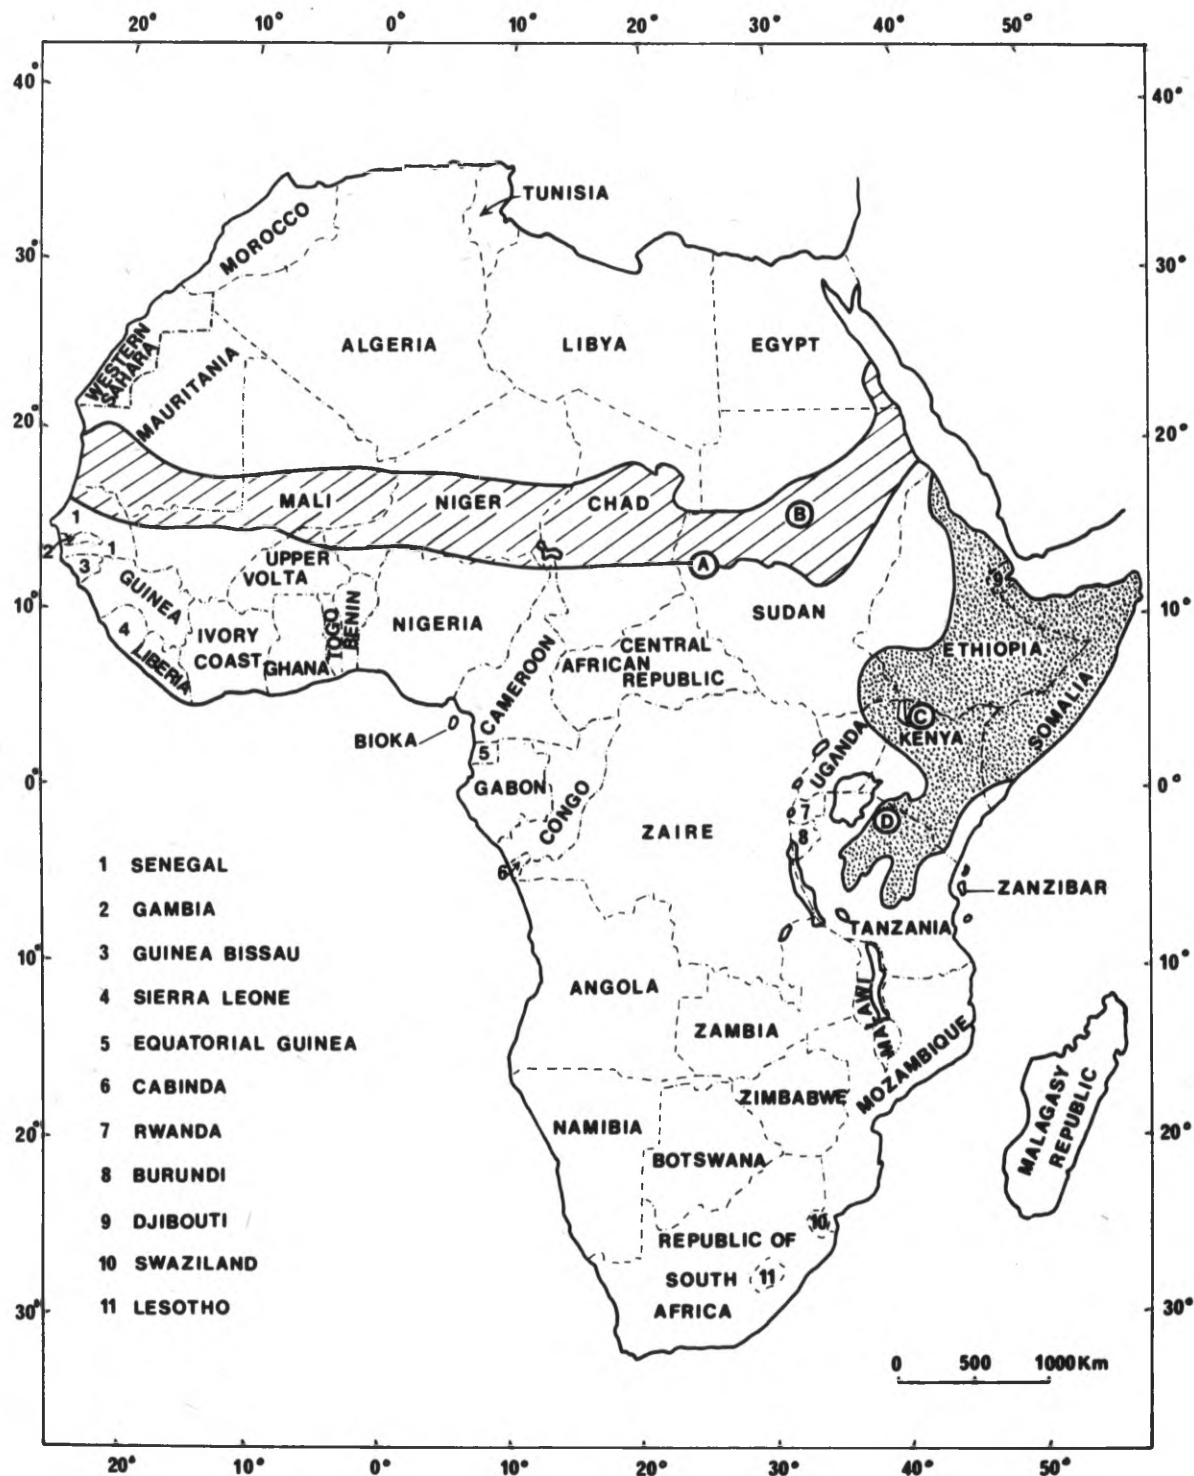 20° 10° 0° 10° 20° 30° 40° 50°
40° 40°
TUNISIA
MOROCCO
30° 30°
ALGERIA LIBYA EGYPT
WESTERN
SAHARA
MAURITANIA
20° 20°
MALI NIGER CHAD B
1
2 1
3
A
UPPER
VOLTA
GUINEA
10° 10°
9
SUDAN
BENIN
TOGO
NIGERIA
4
IVORY
COAST
GHANA
LIBERIA
CENTRAL
AFRICAN
REPUBLIC
ETHIOPIA
CAMEROON
SOMALIA
C
KENYA
BIOKA
5
UGANDA
0° 0°
GABON
CONGO
7
D
ZAIRE
8
6
ZANZIBAR
TANZANIA
1 SENEGAL
2 GAMBIA
3 GUINEA BISSAU
4 SIERRA LEONE
5 EQUATORIAL GUINEA
6 CABINDA
7 RWANDA
8 BURUNDI
9 DJIBOUTI
10 SWAZILAND
11 LESOTHO
10° 10°
ANGOLA
MALAWI
ZAMBIA
MOZAMBIQUE
ZIMBABWE
MALAGASY
REPUBLIC
NAMIBIA
20° 20°
BOTSWANA
10
REPUBLIC OF
SOUTH
AFRICA
11
30° 30°
0 500 1000Km
20° 10° 0° 10° 20° 30° 40° 50°